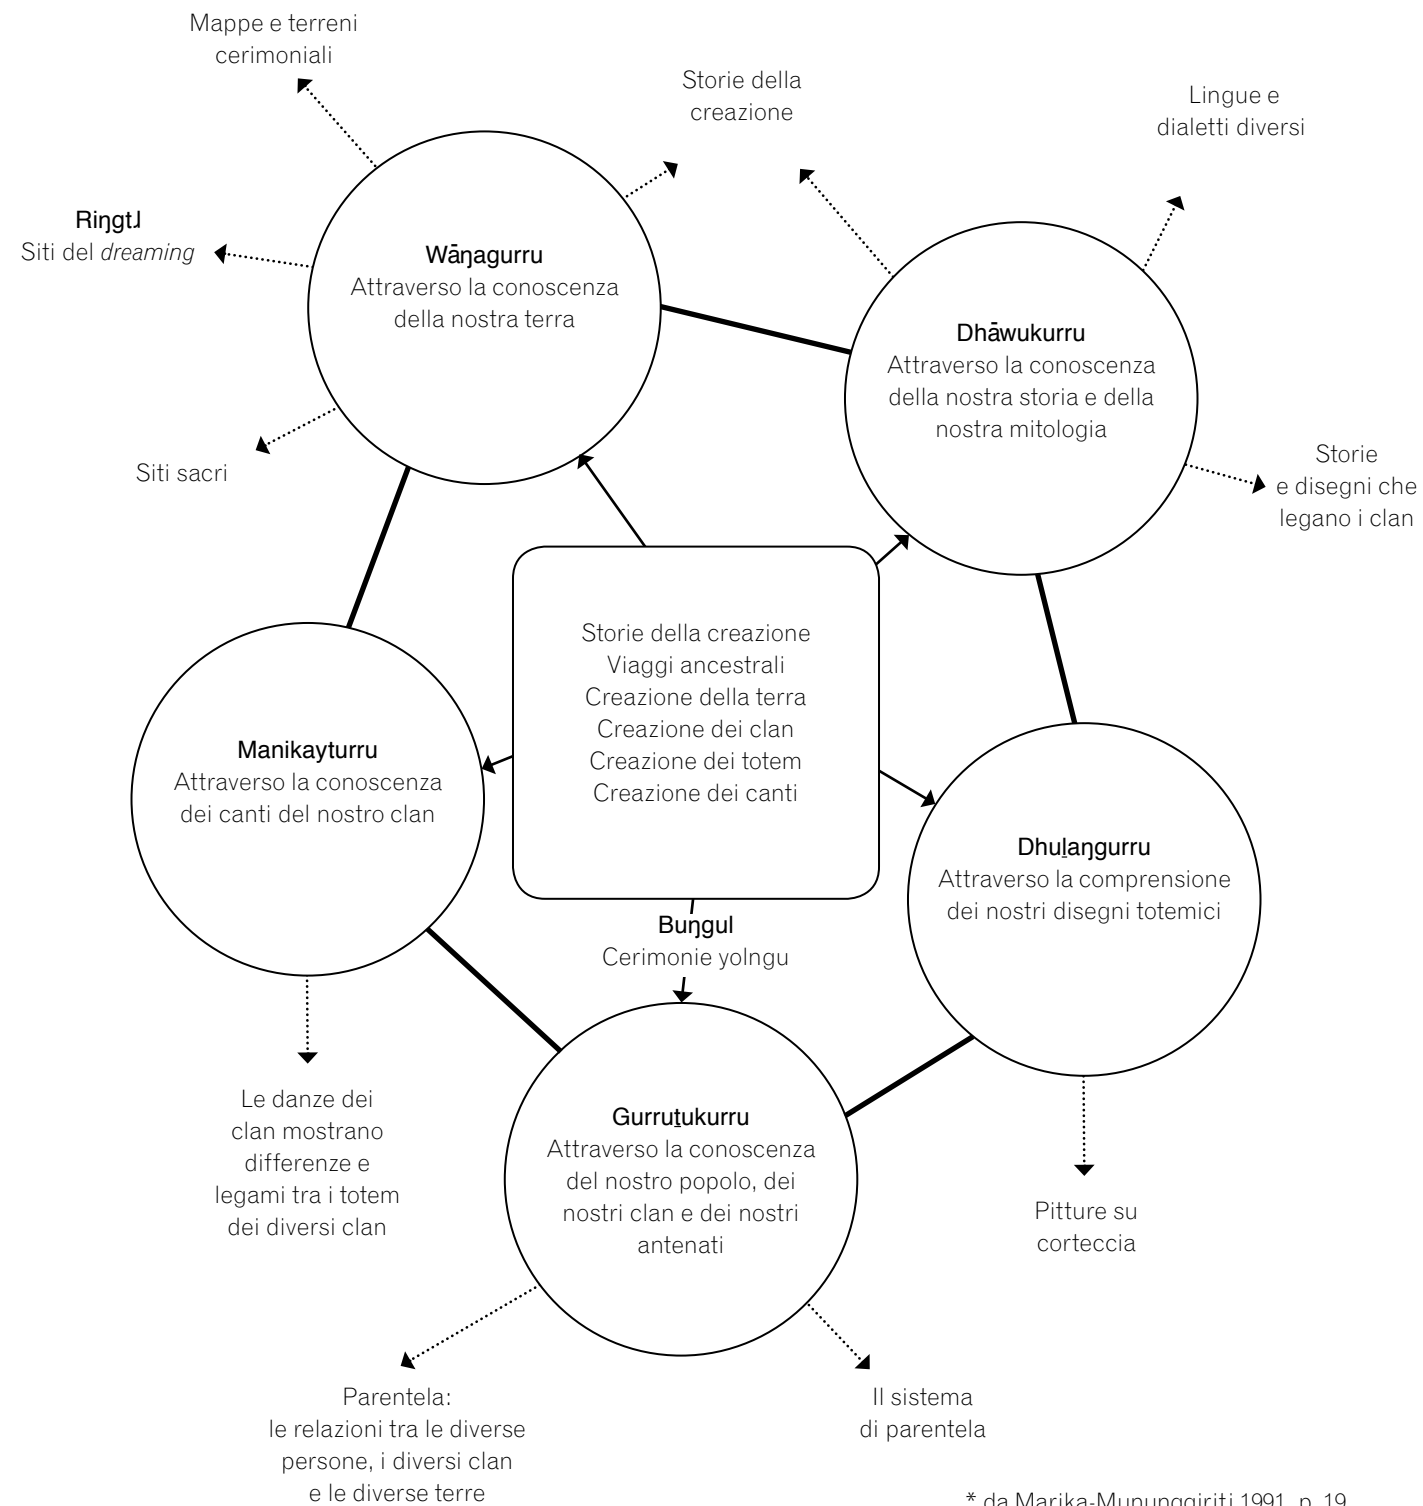 Mappe e terreni
cerimoniali
Storie della
creazione
Lingue e
dialetti diversi
Riŋgtɹ
Siti del dreaming
Wāŋagurru
Attraverso la conoscenza
della nostra terra
Dhāwukurru
Attraverso la conoscenza
della nostra storia e della
nostra mitologia
Siti sacri
Storie
e disegni che
legano i clan
Storie della creazione
Viaggi ancestrali
Creazione della terra
Creazione dei clan
Creazione dei totem
Creazione dei canti
Manikayturru
Attraverso la conoscenza
dei canti del nostro clan
Dhuḻaŋgurru
Attraverso la comprensione
dei nostri disegni totemici
Buŋgul
Cerimonie yolngu
Le danze dei
clan mostrano
differenze e
legami tra i totem
dei diversi clan
Gurruṯukurru
Attraverso la conoscenza
del nostro popolo, dei
nostri clan e dei nostri
antenati
Pitture su
corteccia
Parentela:
le relazioni tra le diverse
persone, i diversi clan
e le diverse terre
Il sistema
di parentela
* da Marika-Mununggiritj 1991, p. 19